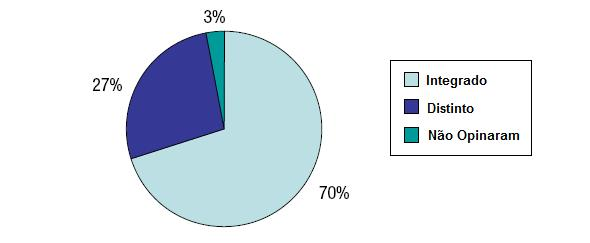 3%
27%
70%
Integrado
Distinto
Não Opinaram